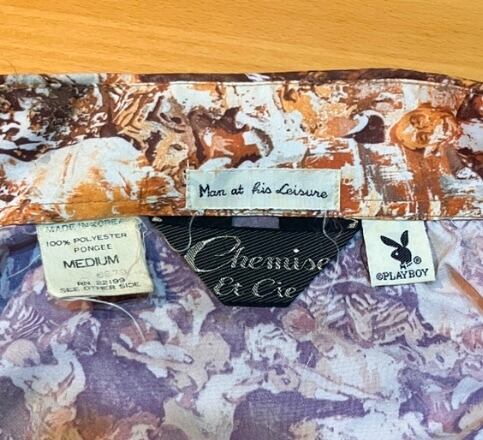 Man at his Leisure
MADE IN KOREA
100% POLYESTER
PONGEE
MEDIUM
RN 22199
SEE OTHER SIDE
Chemise
Et Cie
©PLAYBOY